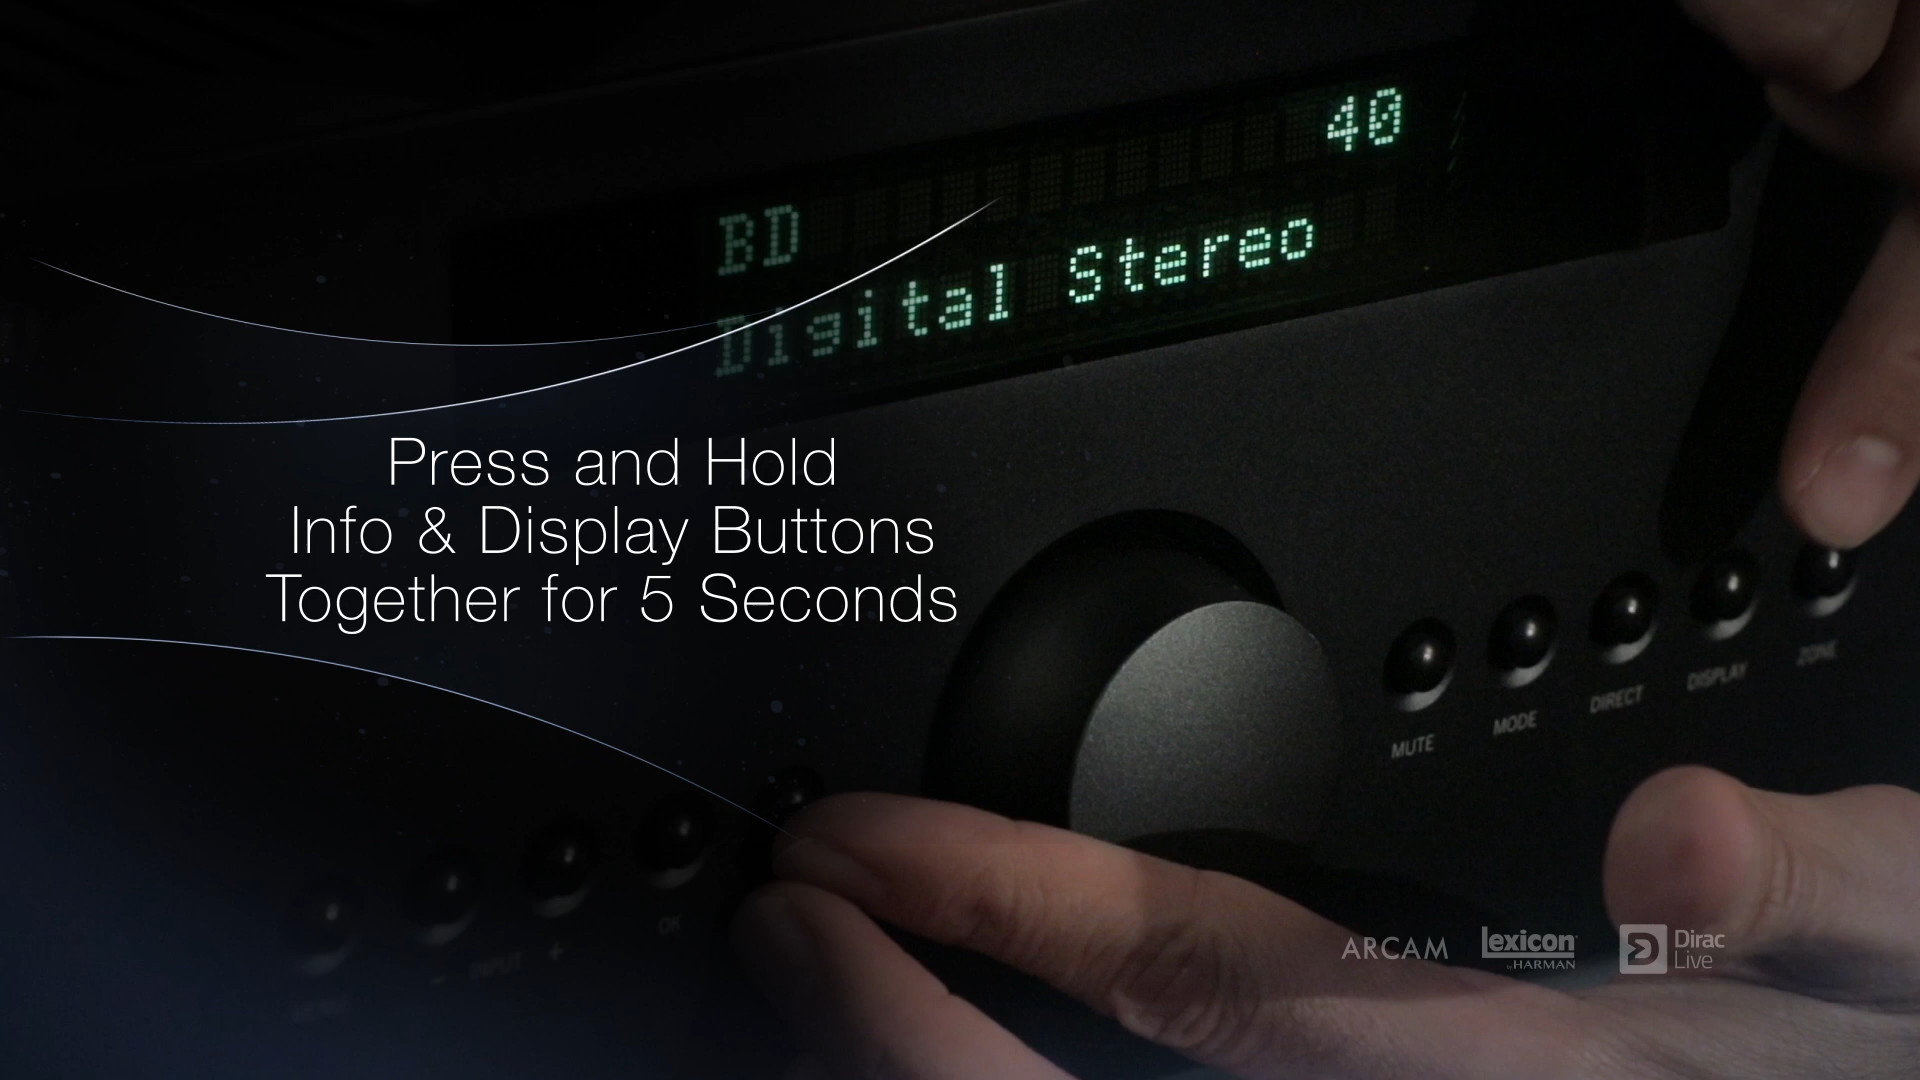 40
BD
Digital Stereo
Press and Hold
Info & Display Buttons
Together for 5 Seconds
MUTE
MODE
DIRECT
DISPLAY
ZONE
OK
- INPUT +
ARCAM
lexicon
by HARMAN
Dirac
Live